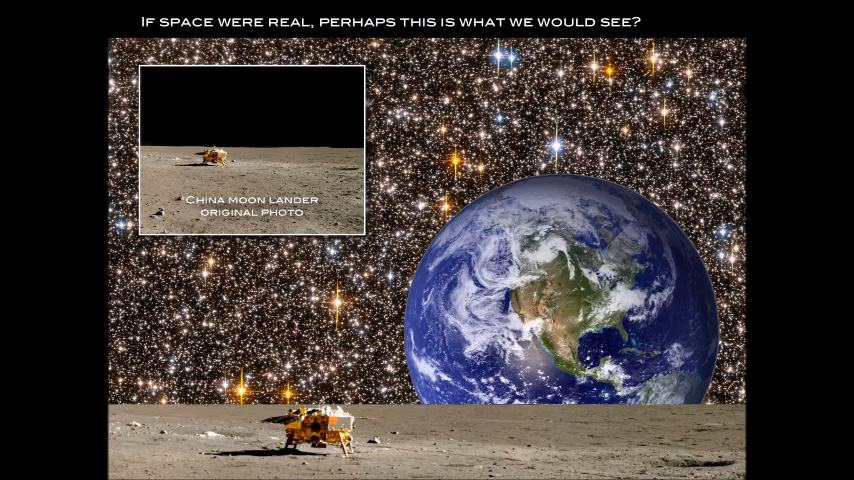 If space were real, perhaps this is what we would see?
*China moon lander
original photo